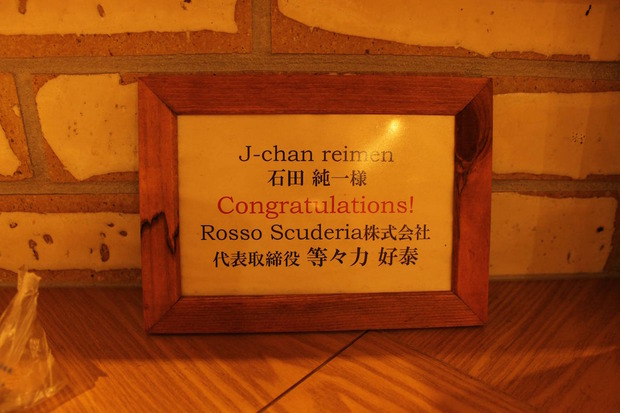 J-chan reimen
石田 純一様
Congratulations!
Rosso Scuderia株式会社
代表取締役 等々力 好泰